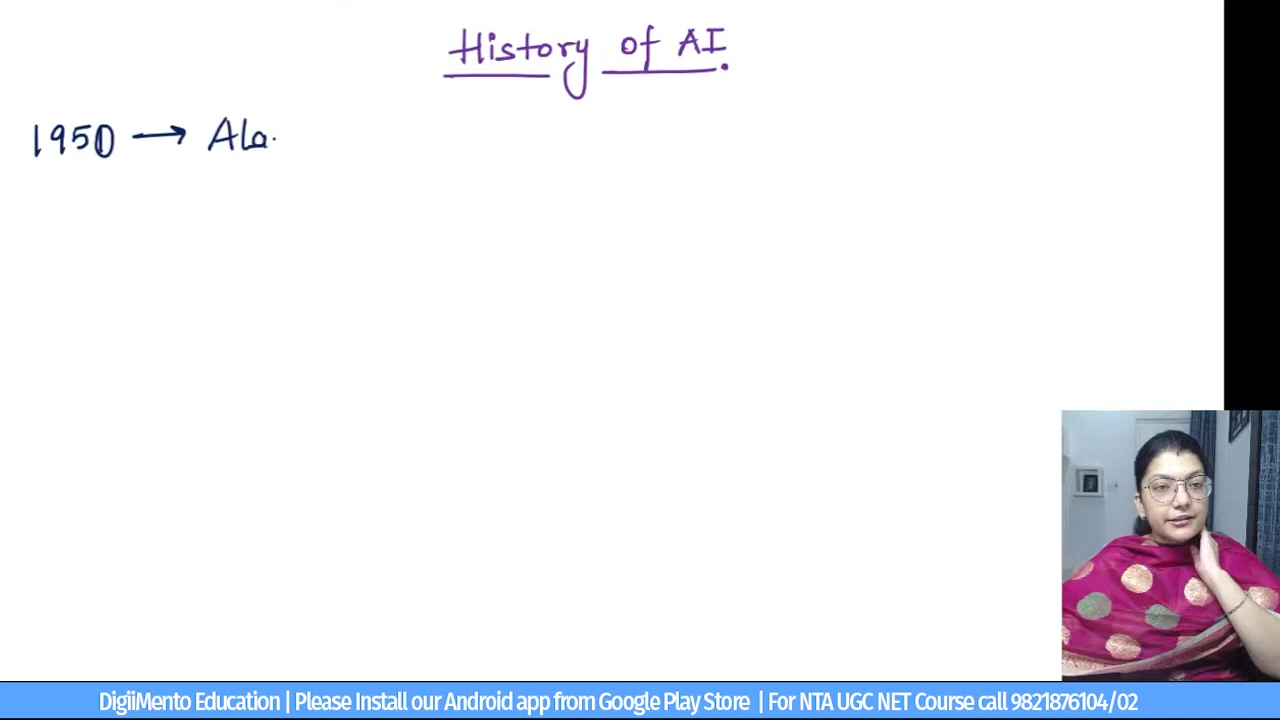 History of AI.
1950 → Ala
DigiiMento Education | Please Install our Android app from Google Play Store | For NTA UGC NET Course call 9821876104/02